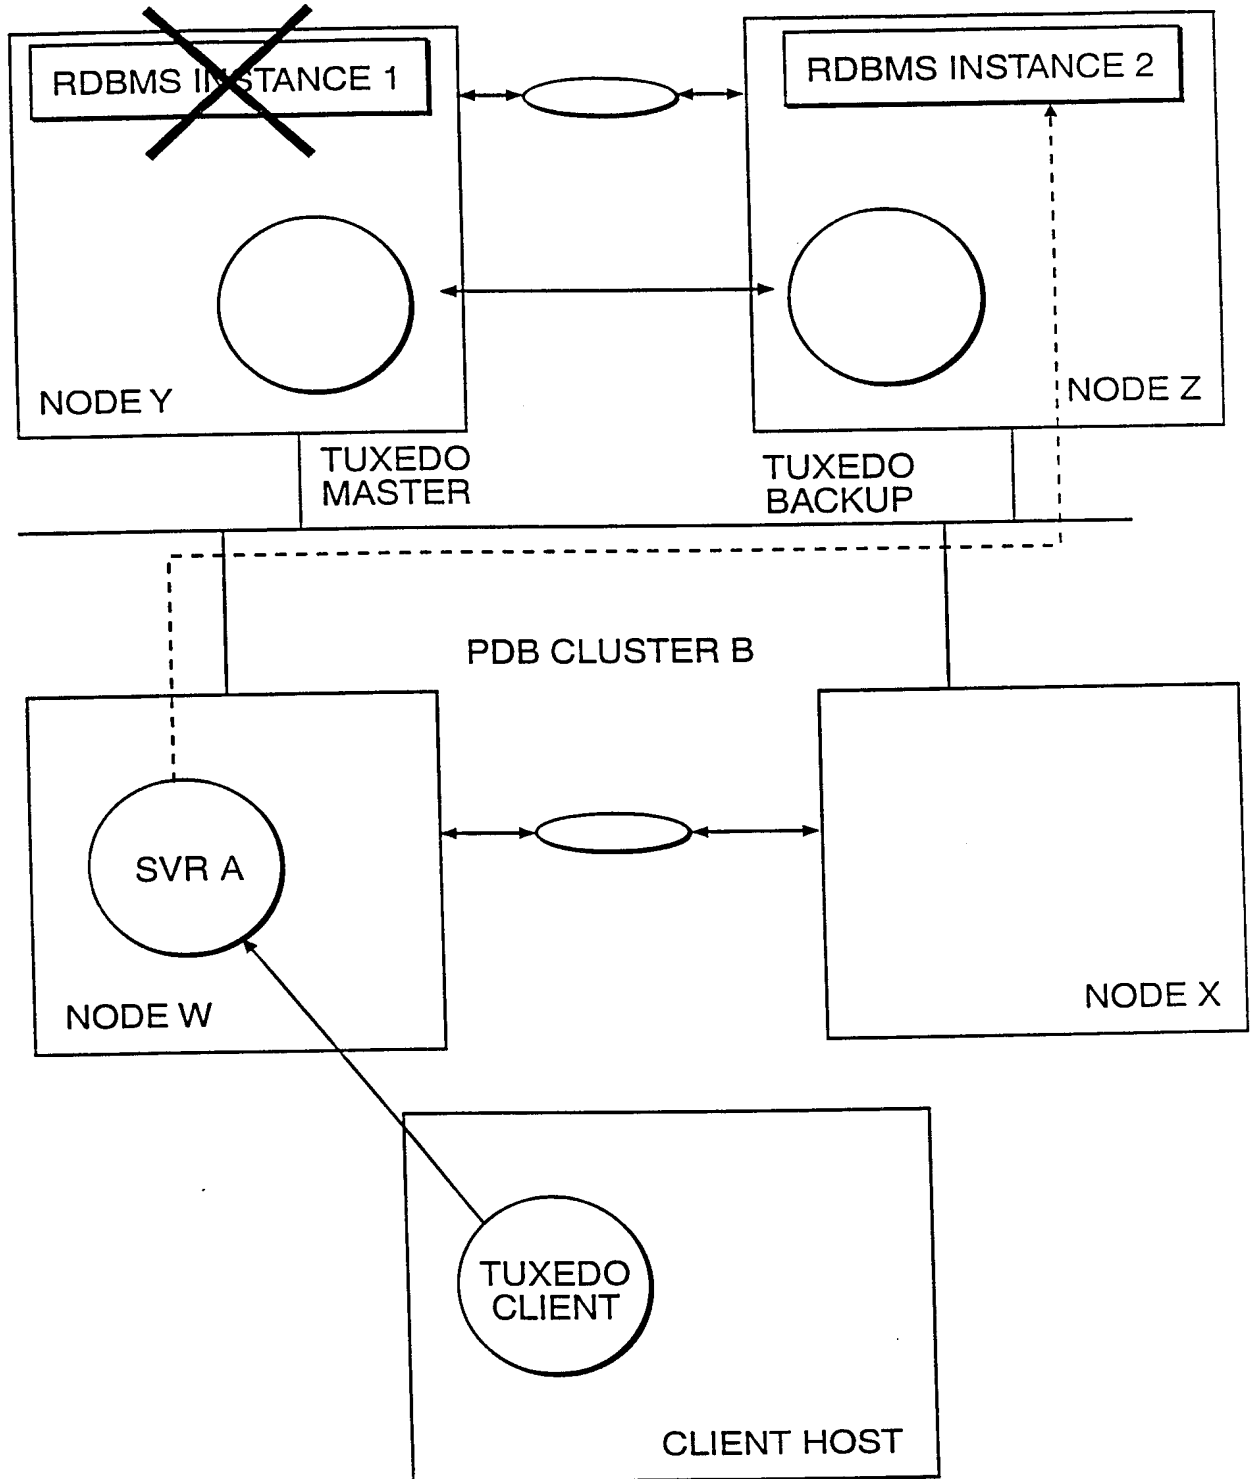 RDBMS INSTANCE 1
RDBMS INSTANCE 2
NODE Y
NODE Z
TUXEDO
MASTER
TUXEDO
BACKUP
PDB CLUSTER B
SVR A
NODE W
NODE X
TUXEDO
CLIENT
CLIENT HOST